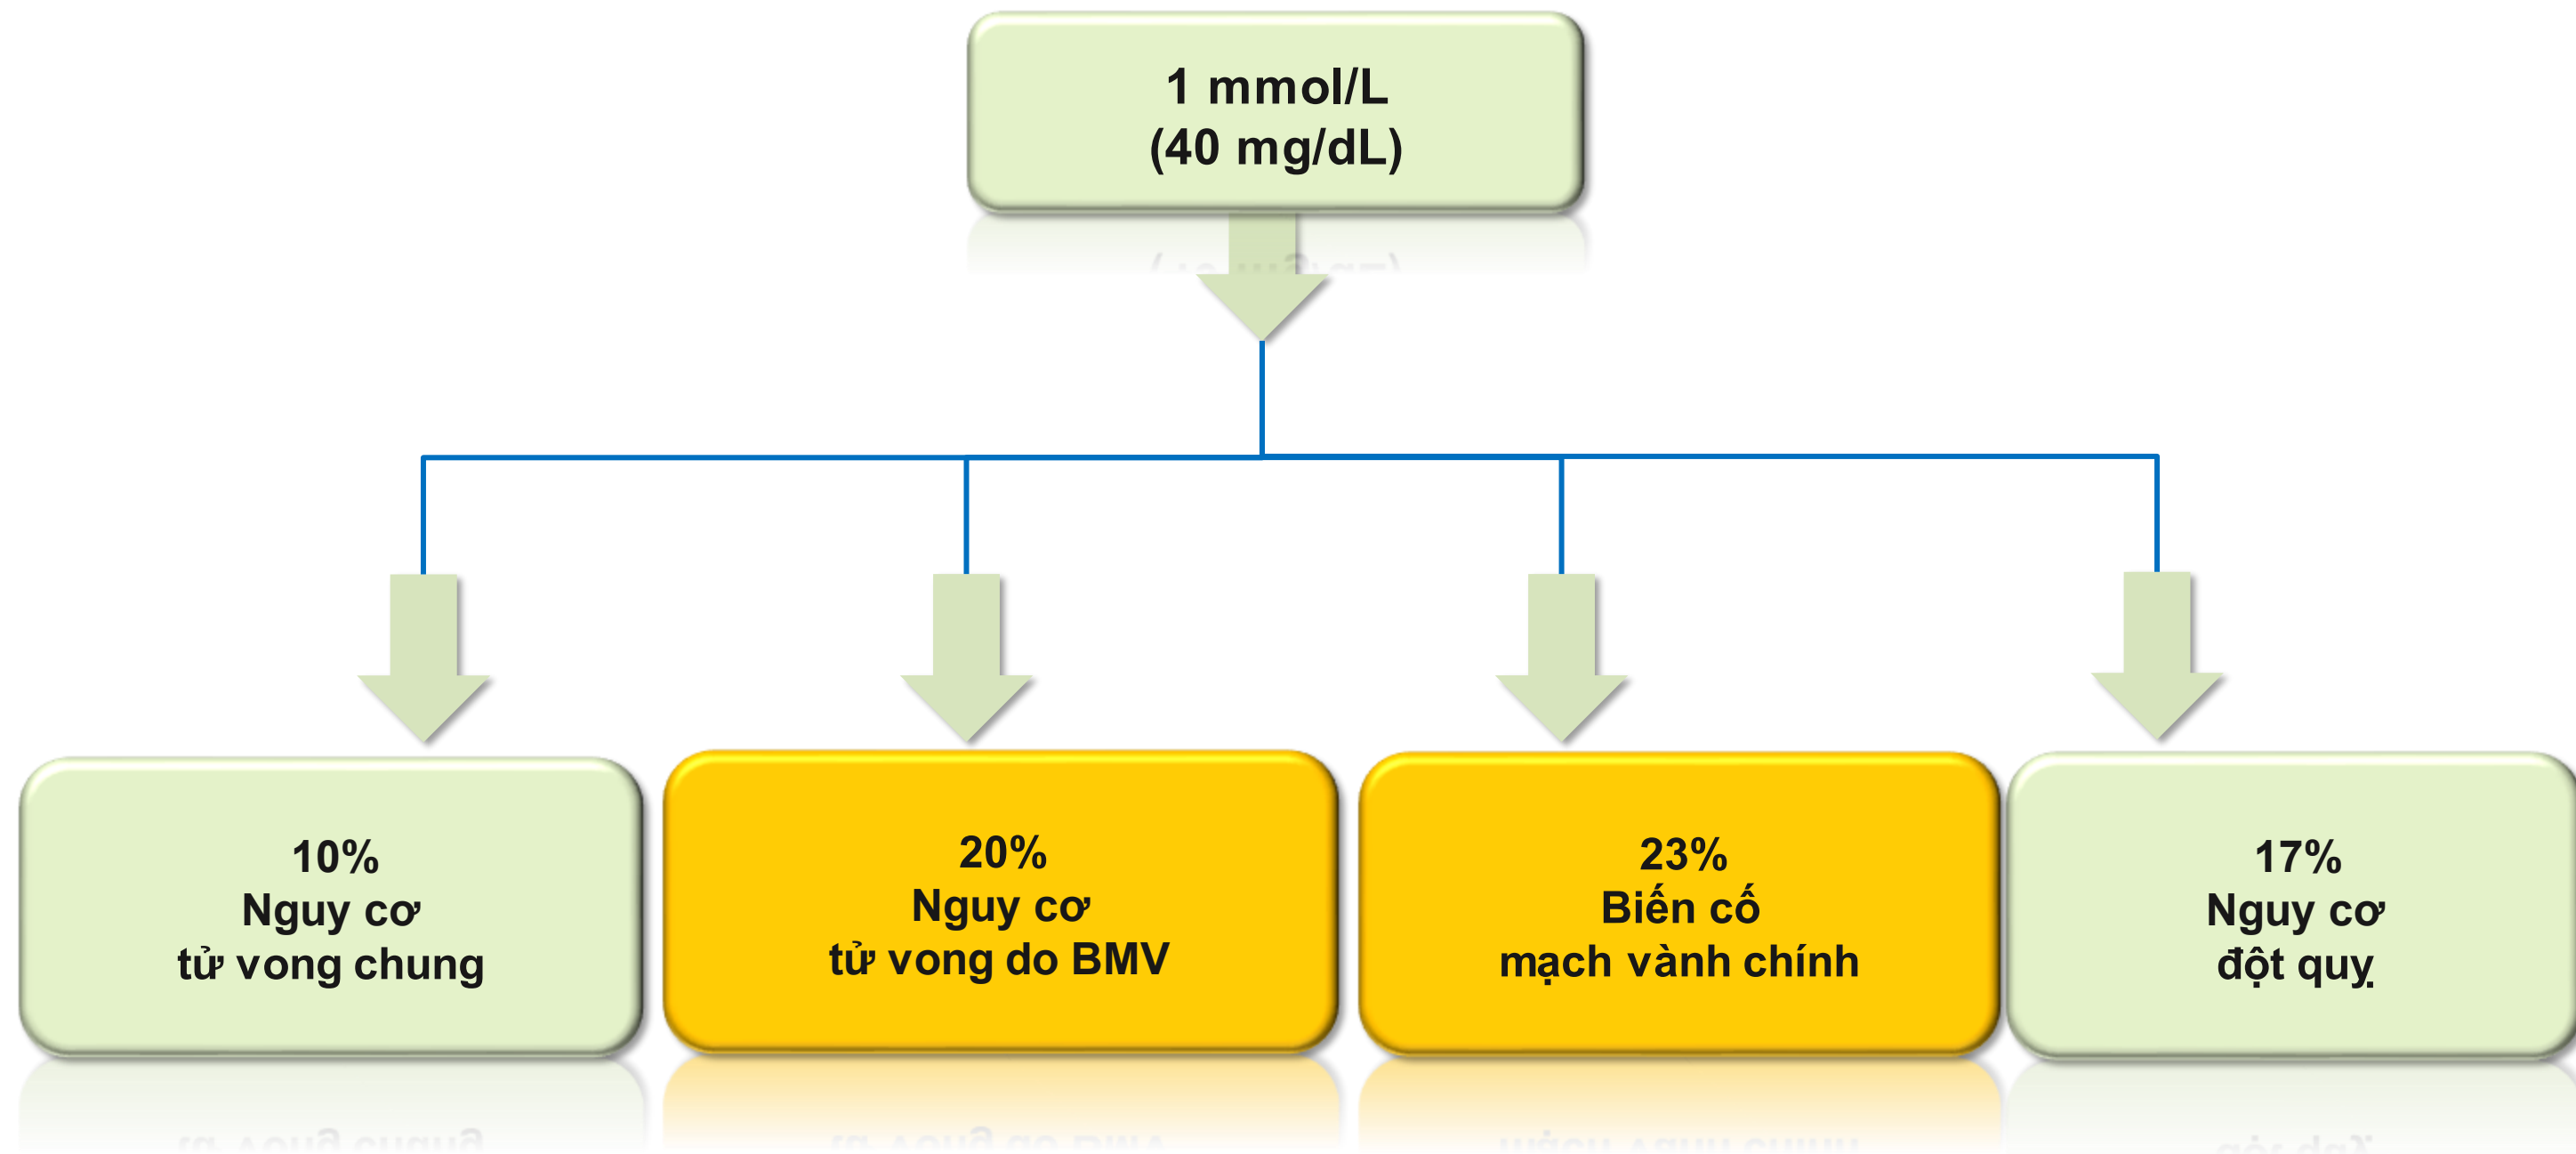 1 mmol/L
(40 mg/dL)
10%
Nguy cơ
tử vong chung
20%
Nguy cơ
tử vong do BMV
23%
Biến cố
mạch vành chính
17%
Nguy cơ
đột quỵ